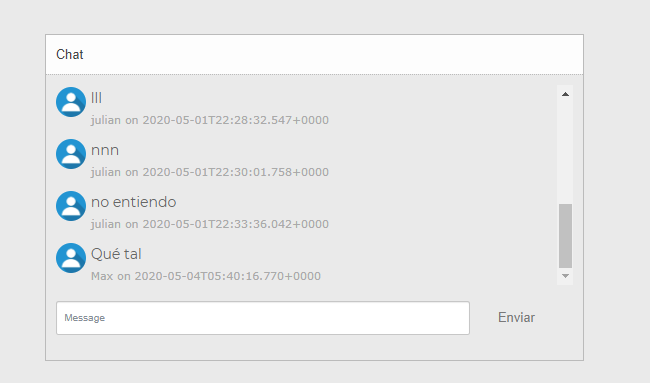 Chat
lll
julian on 2020-05-01T22:28:32.547+0000
nnn
julian on 2020-05-01T22:30:01.758+0000
no entiendo
julian on 2020-05-01T22:33:36.042+0000
Qué tal
Max on 2020-05-04T05:40:16.770+0000
Message
Enviar